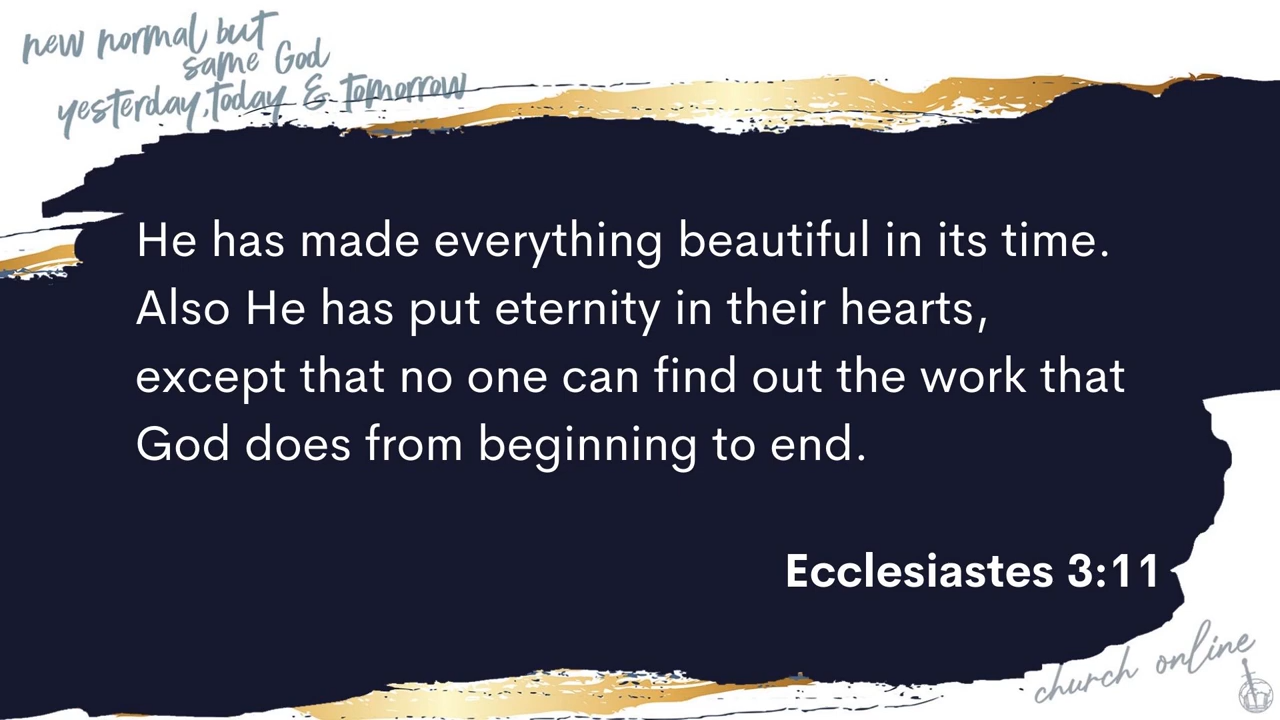 new normal but
same God
yesterday, today & tomorrow
He has made everything beautiful in its time.
Also He has put eternity in their hearts,
except that no one can find out the work that
God does from beginning to end.
Ecclesiastes 3:11
church online